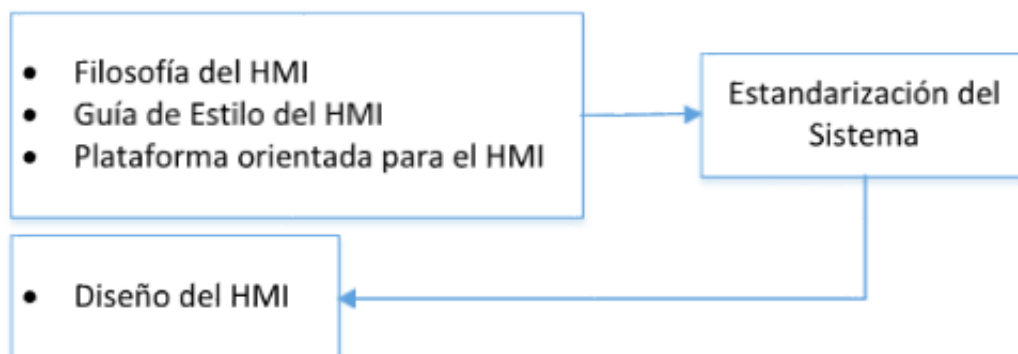 • Filosofía del HMI
• Guía de Estilo del HMI
• Plataforma orientada para el HMI
Estandarización del
Sistema
• Diseño del HMI